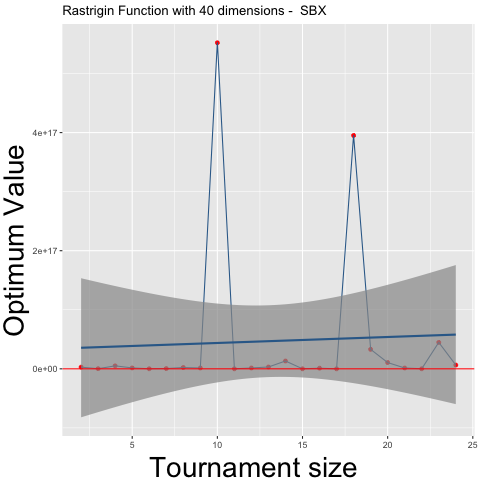 Rastrigin Function with 40 dimensions -  SBX
Optimum Value
4e+17
2e+17
0e+00
5 10 15 20 25
Tournament size